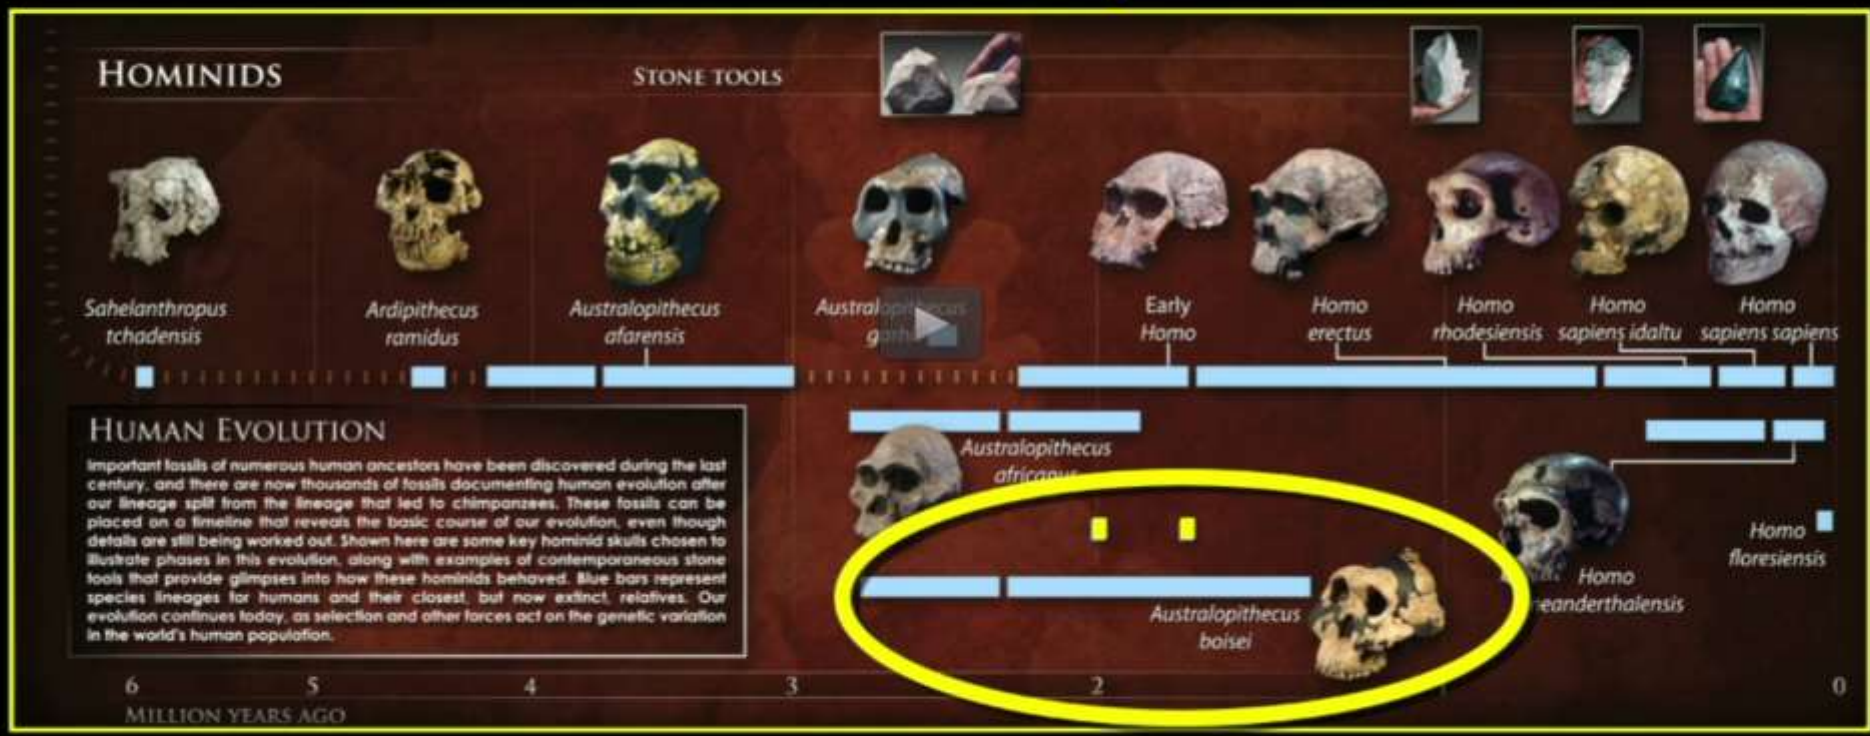 HOMINIDS
STONE TOOLS
Sahelanthropus
tchadensis
Ardipithecus
ramidus
Australopithecus
afarensis
Australopithecus
Early
Homo
Homo
erectus
Homo
rhodesiensis
Homo
sapiens idaltu
Homo
sapiens sapiens
HUMAN EVOLUTION
Important fossils of numerous human ancestors have been discovered during the last
century, and there are now thousands of fossils documenting human evolution after
our lineage split from the lineage that led to chimpanzees. These fossils can be
placed on a timeline that reveals the basic course of our evolution, even though
details are still being worked out. Shown here are some key hominid skulls chosen to
illustrate phases in this evolution, along with examples of contemporaneous stone
tools that provide glimpses into how these hominids behaved. Blue bars represent
species lineages for humans and their closest, but now extinct, relatives. Our
evolution continues today, as selection and other forces act on the genetic variation
in the world's human population.
Australopithecus
africanus
Australopithecus
boisei
Homo
neanderthalensis
Homo
floresiensis
6 5 4 3 2 0
MILLION YEARS AGO